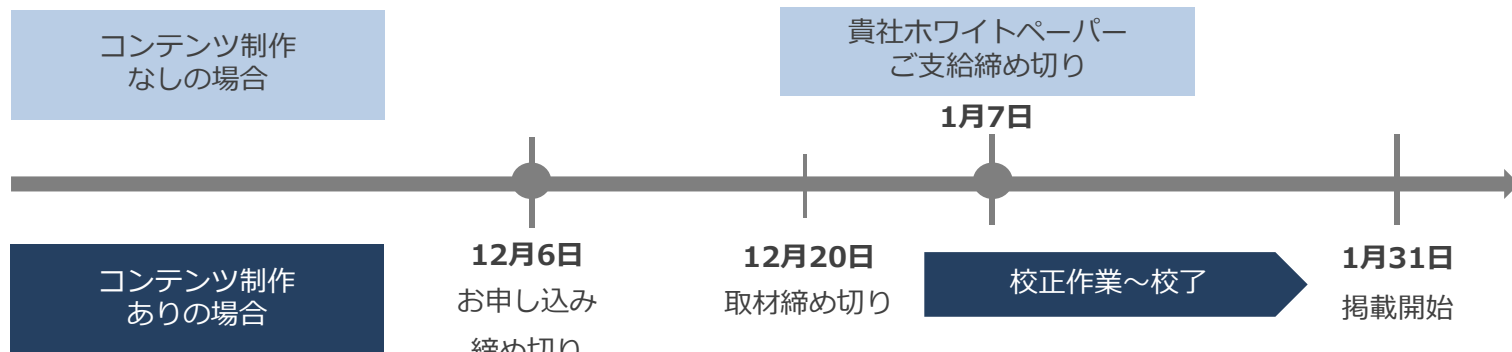 コンテンツ制作
なしの場合
貴社ホワイトペーパー
ご支給締め切り
1月7日
コンテンツ制作
ありの場合
12月6日
お申し込み
締め切り
12月20日
取材締め切り
校正作業～校了
1月31日
掲載開始